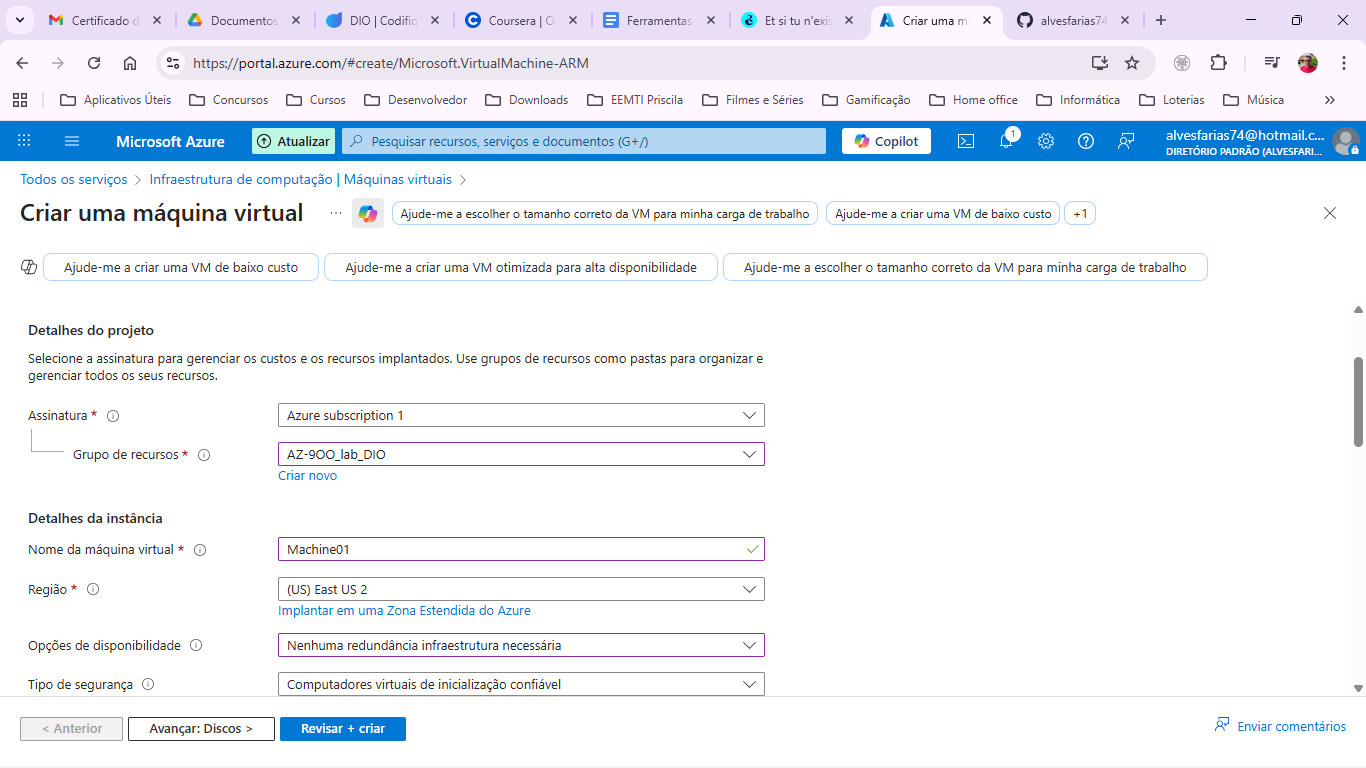 Certificado d
Documentos
DIO | Codifiq
Coursera | O
Ferramentas
Et si tu n'exis
Criar uma m
alvesfarias74
https://portal.azure.com/#create/Microsoft.VirtualMachine-ARM
Aplicativos Úteis
Concursos
Cursos
Desenvolvedor
Downloads
EEMTI Priscila
Filmes e Séries
Gamificação
Home office
Informática
Loterias
Música
Microsoft Azure
Atualizar
Pesquisar recursos, serviços e documentos (G+/)
Copilot
1
alvesfarias74@hotmail.c...
DIRETÓRIO PADRÃO (ALVESFARI...
Todos os serviços > Infraestrutura de computação | Máquinas virtuais >
Criar uma máquina virtual ...
Ajude-me a escolher o tamanho correto da VM para minha carga de trabalho
Ajude-me a criar uma VM de baixo custo
+1
Ajude-me a criar uma VM de baixo custo
Ajude-me a criar uma VM otimizada para alta disponibilidade
Ajude-me a escolher o tamanho correto da VM para minha carga de trabalho
Detalhes do projeto
Selecione a assinatura para gerenciar os custos e os recursos implantados. Use grupos de recursos como pastas para organizar e
gerenciar todos os seus recursos.
Assinatura *
Azure subscription 1
Grupo de recursos *
AZ-9OO_lab_DIO
Criar novo
Detalhes da instância
Nome da máquina virtual *
Machine01
Região *
(US) East US 2
Implantar em uma Zona Estendida do Azure
Opções de disponibilidade
Nenhuma redundância infraestrutura necessária
Tipo de segurança
Computadores virtuais de inicialização confiável
< Anterior
Avançar: Discos >
Revisar + criar
Enviar comentários